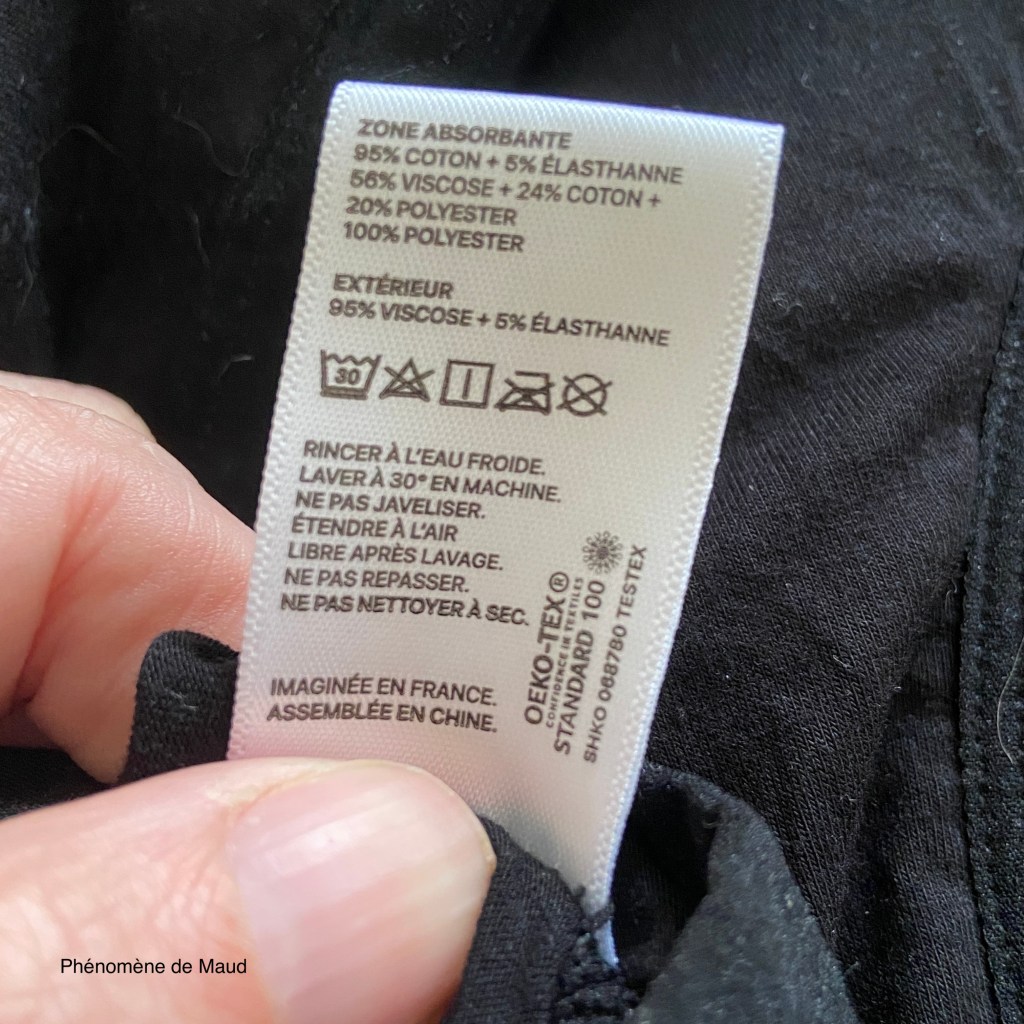 ZONE ABSORBANTE
95% COTON + 5% ÉLASTHANNE
56% VISCOSE + 24% COTON +
20% POLYESTER
100% POLYESTER
EXTÉRIEUR
95% VISCOSE + 5% ÉLASTHANNE
30
RINCER À L'EAU FROIDE.
LAVER À 30° EN MACHINE.
NE PAS JAVELISER.
ÉTENDRE À L'AIR
LIBRE APRÈS LAVAGE.
NE PAS REPASSER.
NE PAS NETTOYER À SEC.
IMAGINÉE EN FRANCE.
ASSEMBLÉE EN CHINE.
OEKO-TEX®
CONFIDENCE IN TEXTILES
STANDARD 100
SHKO 068780 TESTEX
Phénomène de Maud